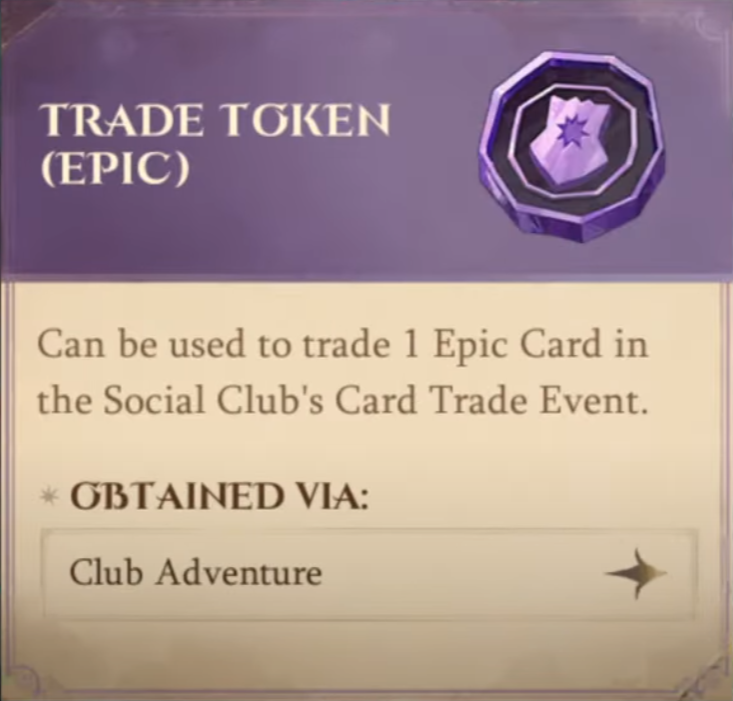 TRADE TOKEN
(EPIC)
Can be used to trade 1 Epic Card in
the Social Club's Card Trade Event.
OBTAINED VIA:
Club Adventure